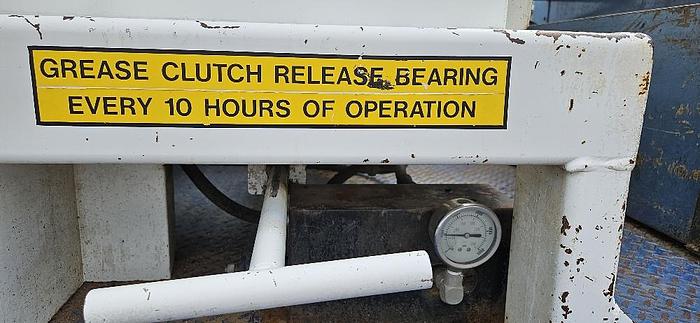 GREASE CLUTCH RELEASE BEARING
EVERY 10 HOURS OF OPERATION